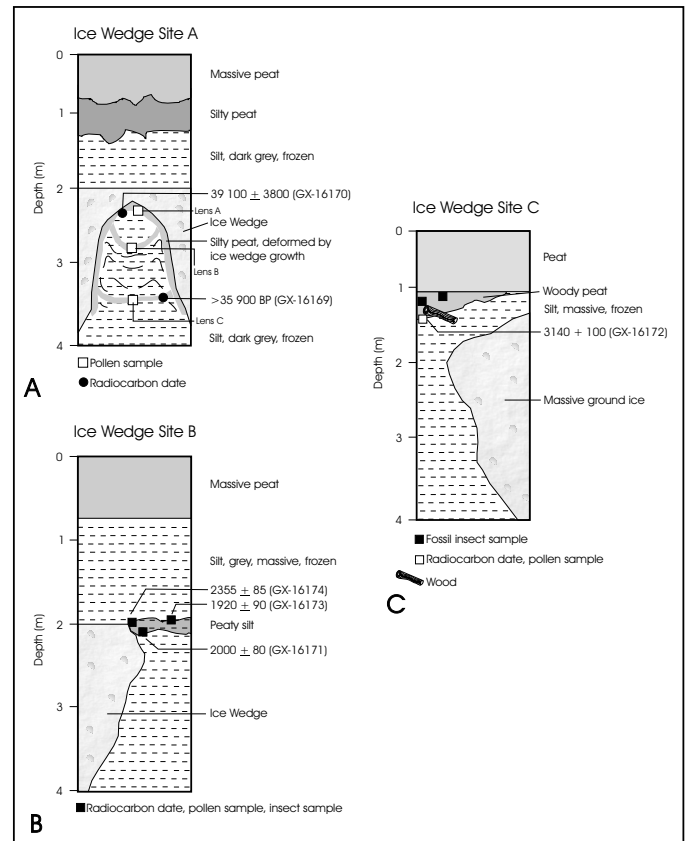 Ice Wedge Site A
0
1
2
3
4
Depth (m)
Massive peat
Silty peat
Silt, dark grey, frozen
39 100 ± 3800 (GX-16170)
Lens A
Ice Wedge
Silty peat, deformed by
ice wedge growth
Lens B
>35 900 BP (GX-16169)
Lens C
Silt, dark grey, frozen
Pollen sample
Radiocarbon date
A
Ice Wedge Site B
0
1
2
3
4
Depth (m)
Massive peat
Silt, grey, massive, frozen
2355 ± 85 (GX-16174)
1920 ± 90 (GX-16173)
Peaty silt
2000 ± 80 (GX-16171)
Ice Wedge
Radiocarbon date, pollen sample, insect sample
B
Ice Wedge Site C
0
1
2
3
4
Depth (m)
Peat
Woody peat
Silt, massive, frozen
3140 + 100 (GX-16172)
Massive ground ice
Fossil insect sample
Radiocarbon date, pollen sample
Wood
C